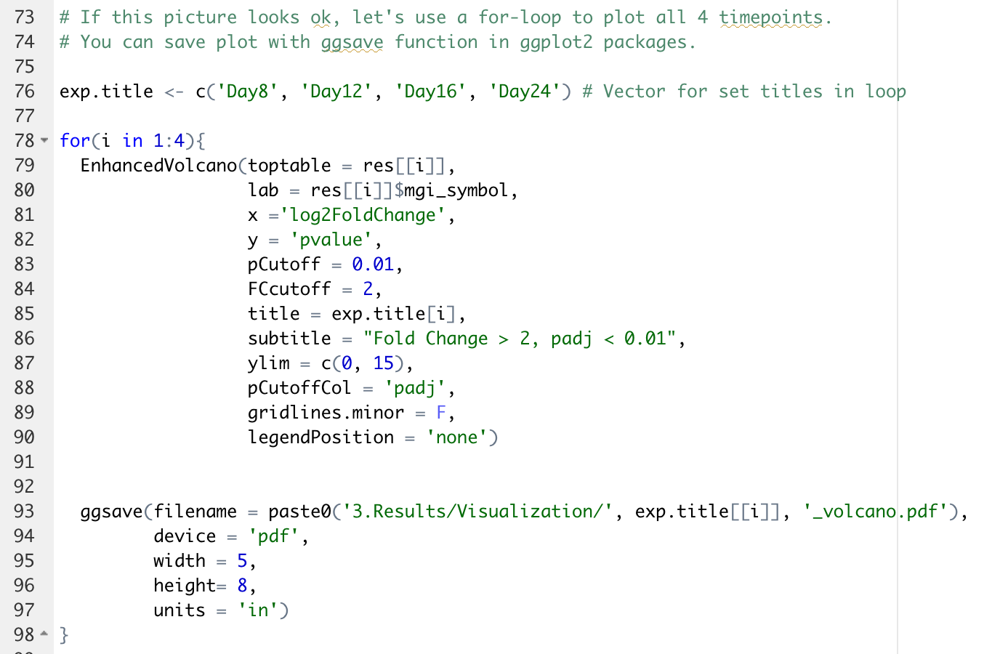 73 # If this picture looks ok, let's use a for-loop to plot all 4 timepoints.
74 # You can save plot with ggsave function in ggplot2 packages.
75
76 exp.title <- c('Day8', 'Day12', 'Day16', 'Day24') # Vector for set titles in loop
77
78 for(i in 1:4){
79   EnhancedVolcano(toptable = res[[i]],
80                   lab = res[[i]]$mgi_symbol,
81                   x ='log2FoldChange',
82                   y = 'pvalue',
83                   pCutoff = 0.01,
84                   FCcutoff = 2,
85                   title = exp.title[i],
86                   subtitle = "Fold Change > 2, padj < 0.01",
87                   ylim = c(0, 15),
88                   pCutoffCol = 'padj',
89                   gridlines.minor = F,
90                   legendPosition = 'none')
91
92
93   ggsave(filename = paste0('3.Results/Visualization/', exp.title[[i]], '_volcano.pdf'),
94          device = 'pdf',
95          width = 5,
96          height= 8,
97          units = 'in')
98 }